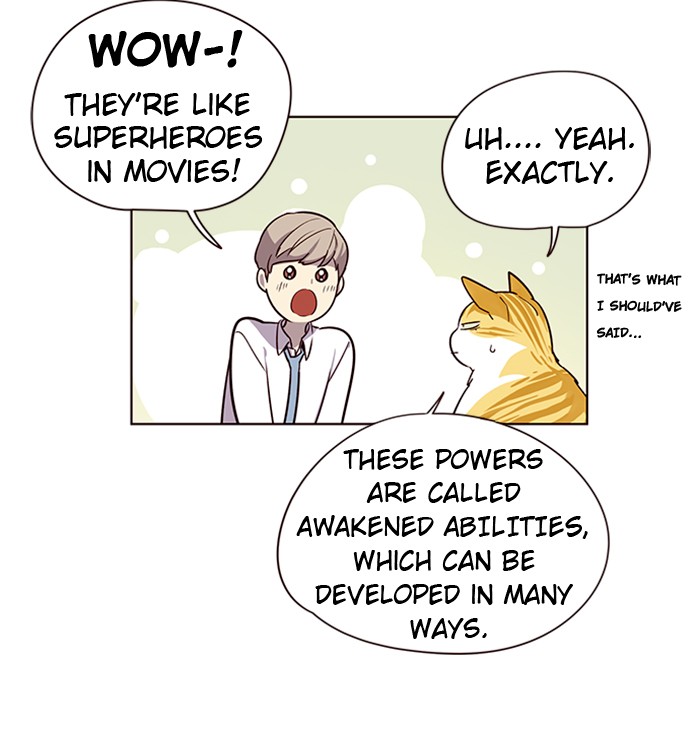 WOW-!
THEY'RE LIKE
SUPERHEROES
IN MOVIES!
UH.... YEAH.
EXACTLY.
THAT'S WHAT
I SHOULD'VE
SAID...
THESE POWERS
ARE CALLED
AWAKENED ABILITIES,
WHICH CAN BE
DEVELOPED IN MANY
WAYS.